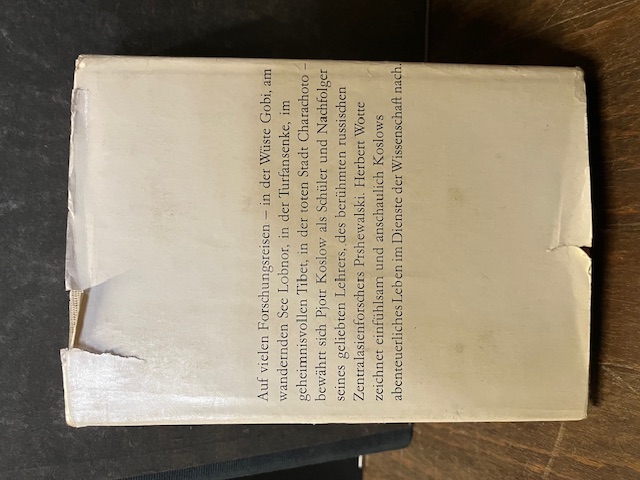 Auf vielen Forschungsreisen – in der Wüste Gobi, am
wandernden See Lobnor, in der Turfansenke, im
geheimnisvollen Tibet, in der toten Stadt Charachoto –
bewährt sich Pjotr Koslow als Schüler und Nachfolger
seines geliebten Lehrers, des berühmten russischen
Zentralasienforschers Prshewalski. Herbert Wotte
zeichnet einfühlsam und anschaulich Koslows
abenteuerliches Leben im Dienste der Wissenschaft nach.